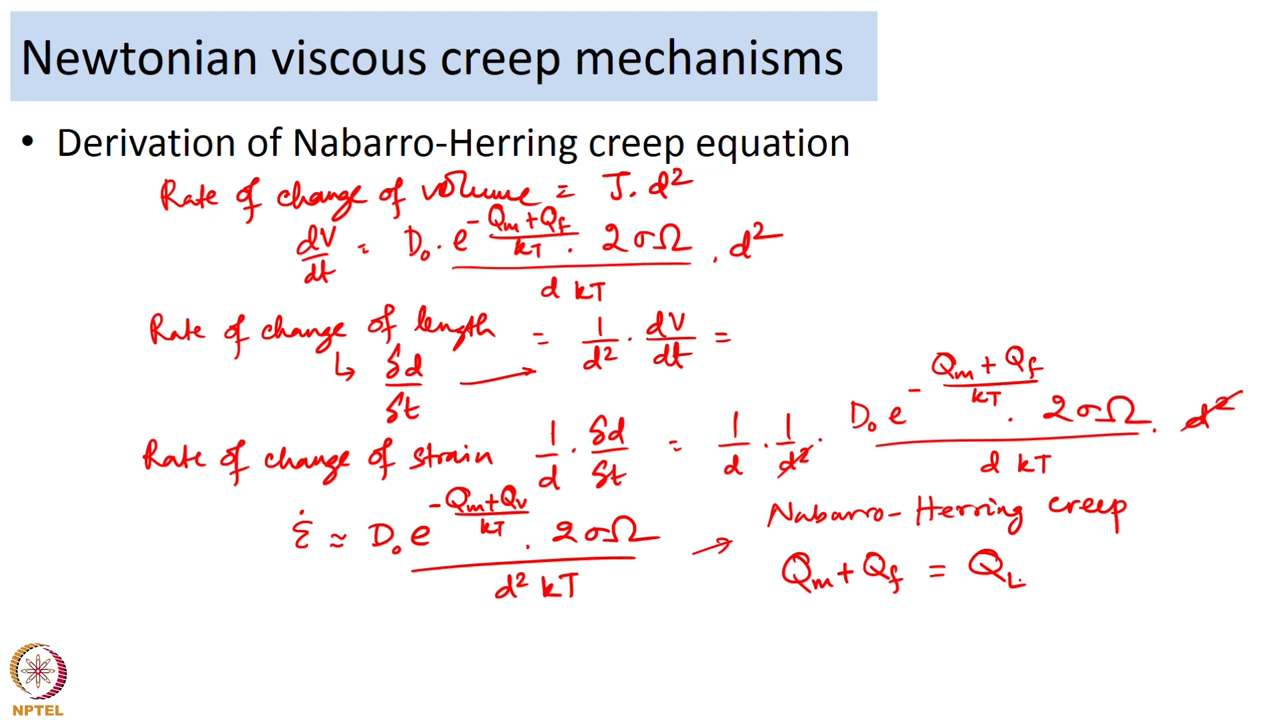 Newtonian viscous creep mechanisms
• Derivation of Nabarro-Herring creep equation
Rate of change of volume = J. d²
dV/dt = D₀ · e^(-(Qm + Qf)/kT) · 2σΩ / d kT . d²
Rate of change of length = 1/d² · dV/dt =
↳ δd/δt →
Rate of change of strain 1/d · δd/δt = 1/d · 1/d² · D₀ e^(-(Qm + Qf)/kT) · 2σΩ / d kT . d²
ε̇ ≈ D₀ e^(-(Qm + Qv)/kT) · 2σΩ / d² kT → Nabarro-Herring creep
Qm + Qf = QL
NPTEL